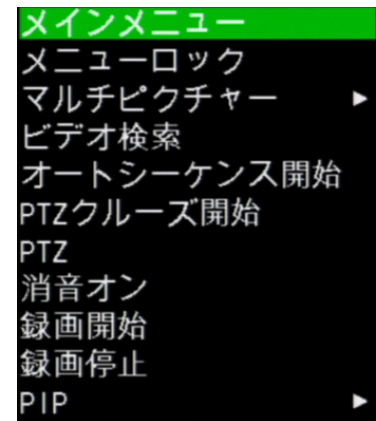 メインメニュー
メニューロック
マルチピクチャー ▶
ビデオ検索
オートシーケンス開始
PTZクルーズ開始
PTZ
消音オン
録画開始
録画停止
PIP ▶